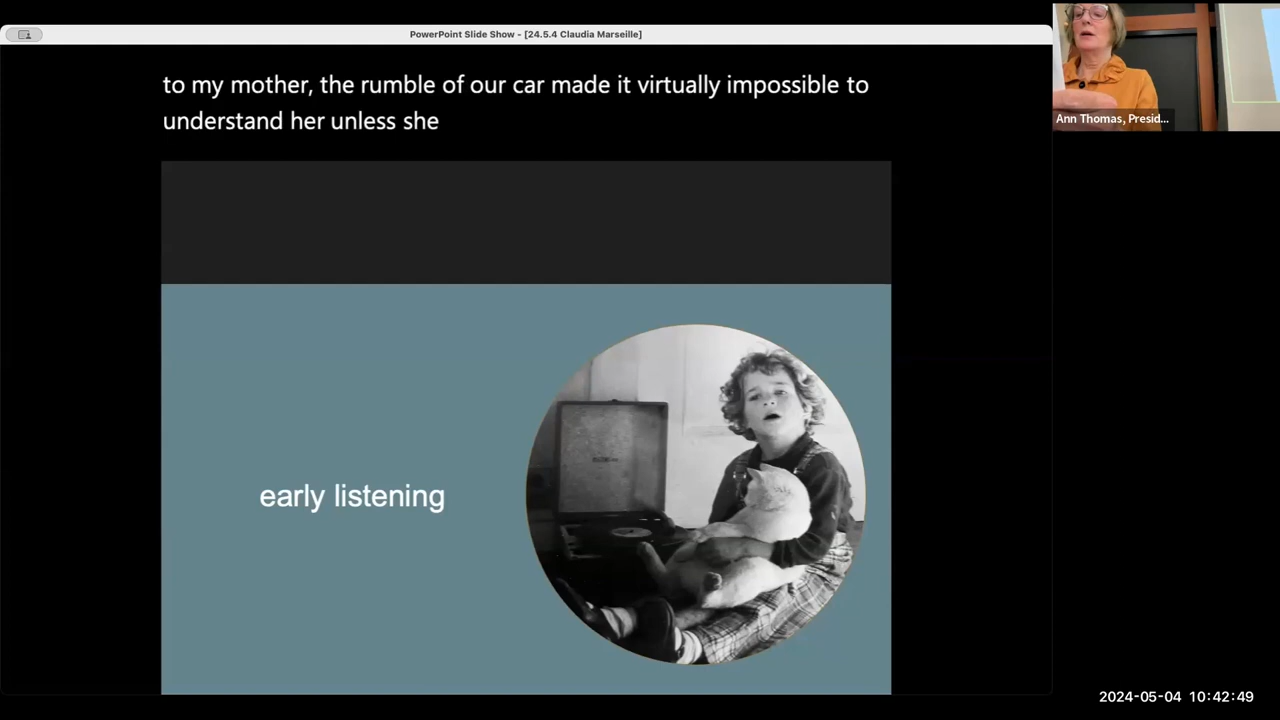 PowerPoint Slide Show - [24.5.4 Claudia Marseille]
to my mother, the rumble of our car made it virtually impossible to
understand her unless she
Ann Thomas, Presid...
early listening
2024-05-04 10:42:49